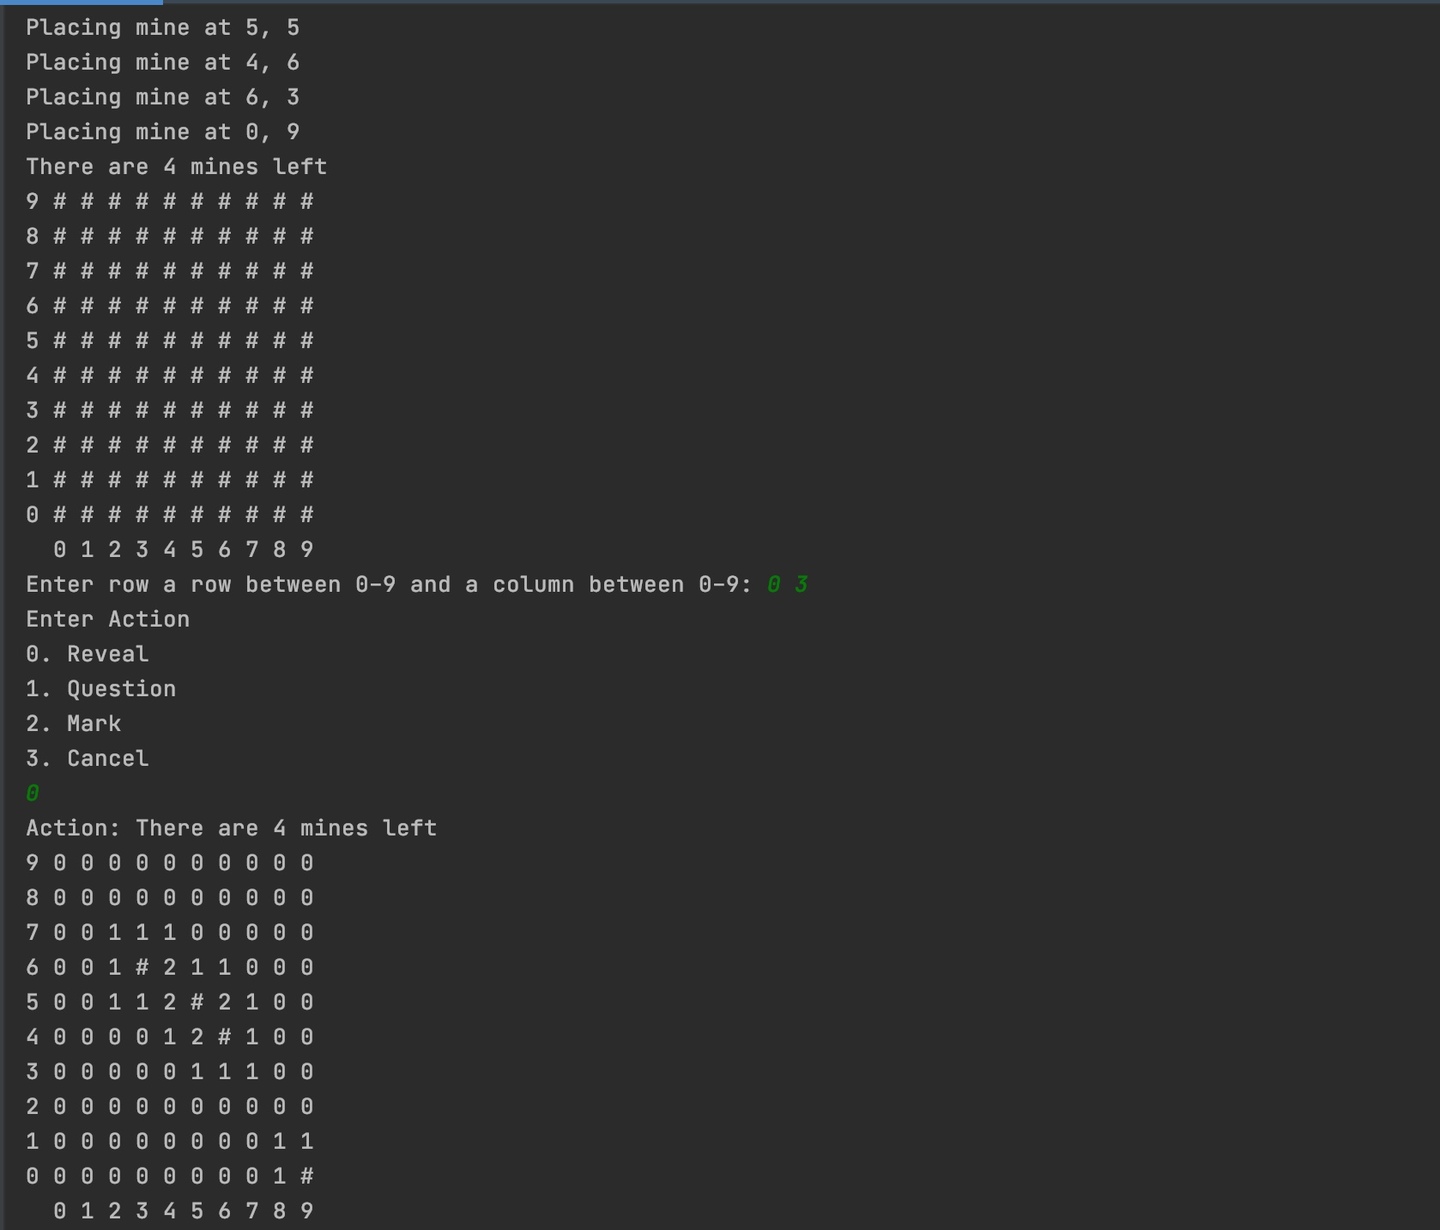 Placing mine at 5, 5
Placing mine at 4, 6
Placing mine at 6, 3
Placing mine at 0, 9
There are 4 mines left
9 # # # # # # # # # #
8 # # # # # # # # # #
7 # # # # # # # # # #
6 # # # # # # # # # #
5 # # # # # # # # # #
4 # # # # # # # # # #
3 # # # # # # # # # #
2 # # # # # # # # # #
1 # # # # # # # # # #
0 # # # # # # # # # #
  0 1 2 3 4 5 6 7 8 9
Enter row a row between 0-9 and a column between 0-9: 0 3
Enter Action
0. Reveal
1. Question
2. Mark
3. Cancel
0
Action: There are 4 mines left
9 0 0 0 0 0 0 0 0 0 0
8 0 0 0 0 0 0 0 0 0 0
7 0 0 1 1 1 0 0 0 0 0
6 0 0 1 # 2 1 1 0 0 0
5 0 0 1 1 2 # 2 1 0 0
4 0 0 0 0 1 2 # 1 0 0
3 0 0 0 0 0 1 1 1 0 0
2 0 0 0 0 0 0 0 0 0 0
1 0 0 0 0 0 0 0 0 1 1
0 0 0 0 0 0 0 0 0 1 #
  0 1 2 3 4 5 6 7 8 9